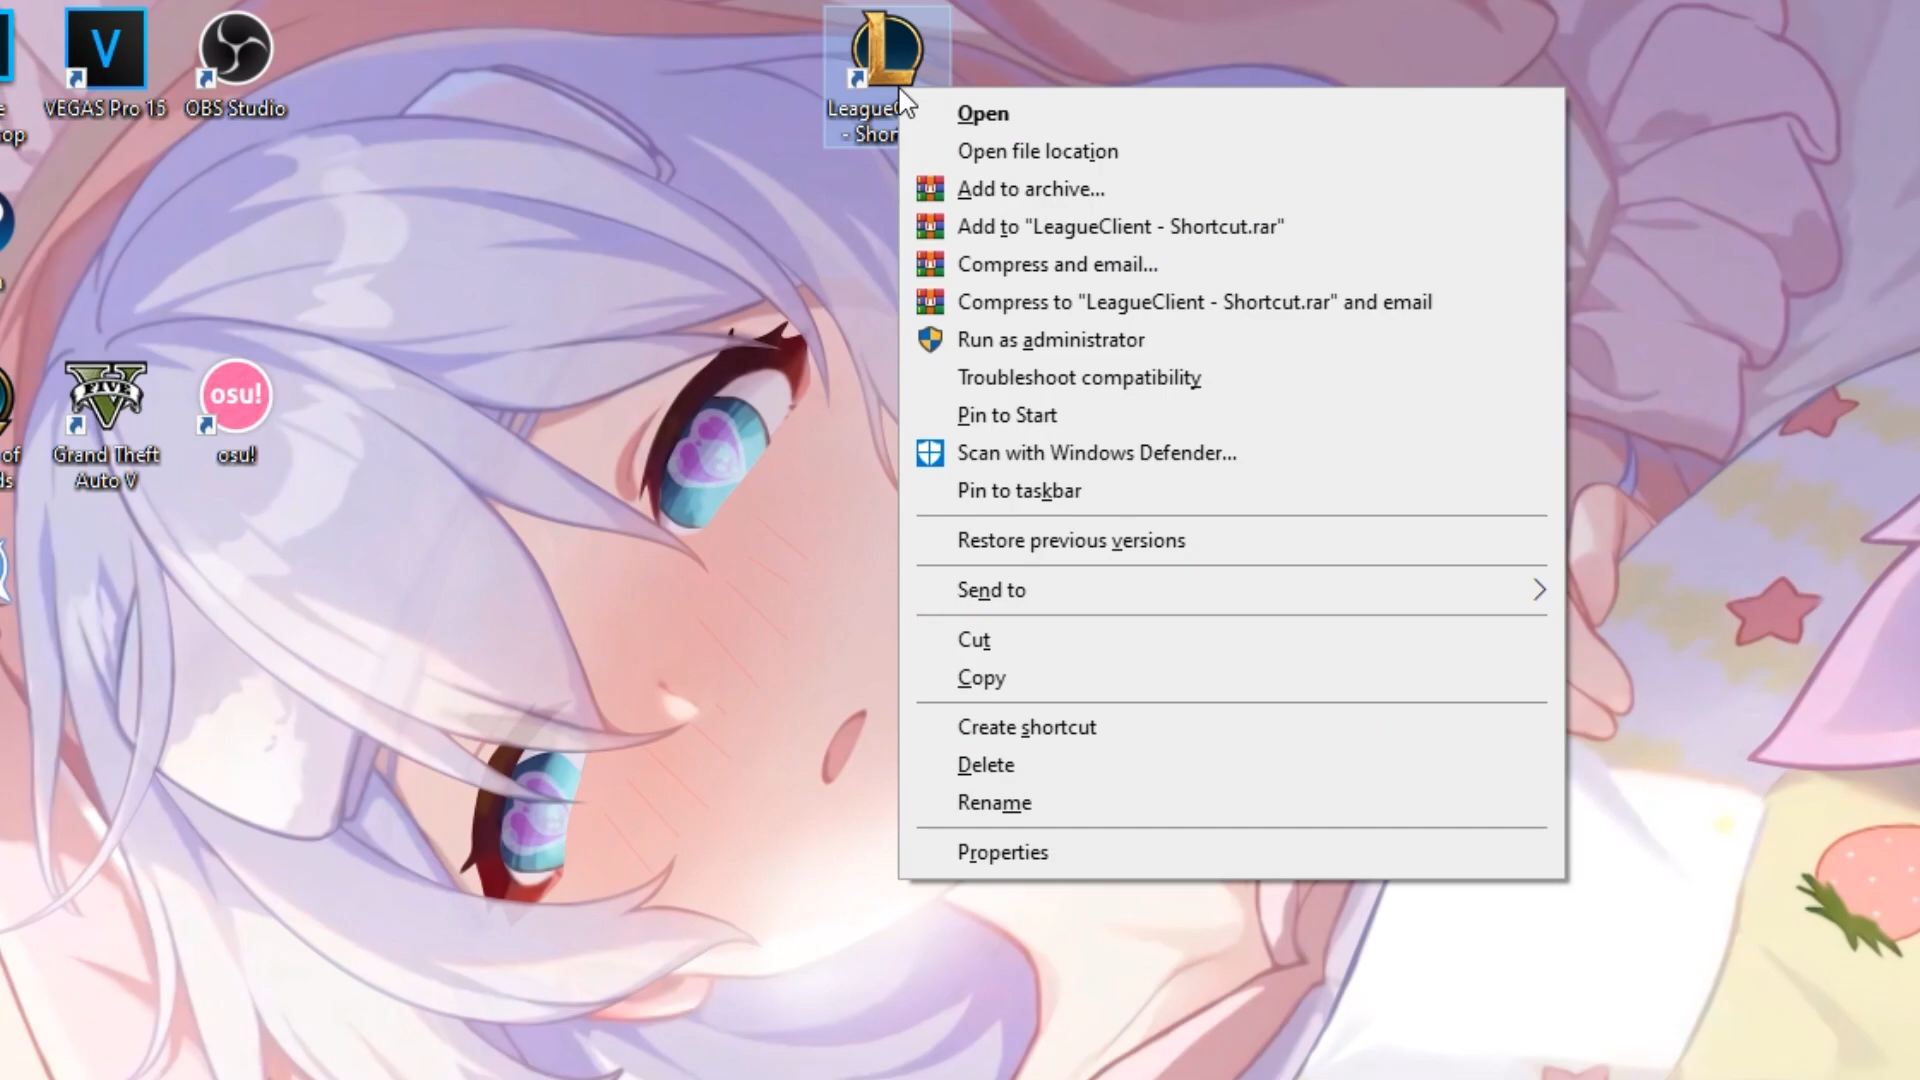 V
VEGAS Pro 15
OBS Studio
op
FIVE
Grand Theft
Auto V
osu!
osu!
of
ds
L
- Shor
Open
Open file location
Add to archive...
Add to "LeagueClient - Shortcut.rar"
Compress and email...
Compress to "LeagueClient - Shortcut.rar" and email
Run as administrator
Troubleshoot compatibility
Pin to Start
Scan with Windows Defender...
Pin to taskbar
Restore previous versions
Send to
Cut
Copy
Create shortcut
Delete
Rename
Properties